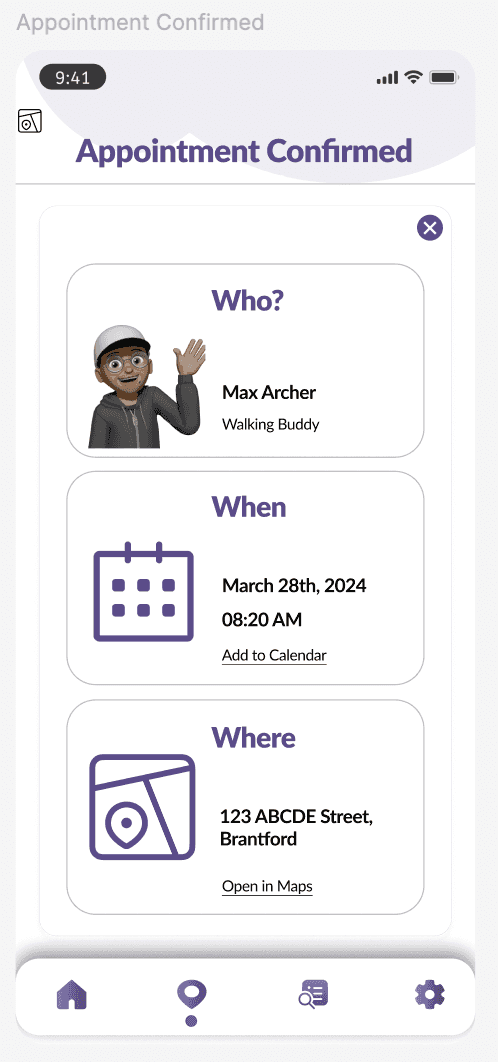 Appointment Confirmed
9:41
Appointment Confirmed
Who?
Max Archer
Walking Buddy
When
March 28th, 2024
08:20 AM
Add to Calendar
Where
123 ABCDE Street,
Brantford
Open in Maps